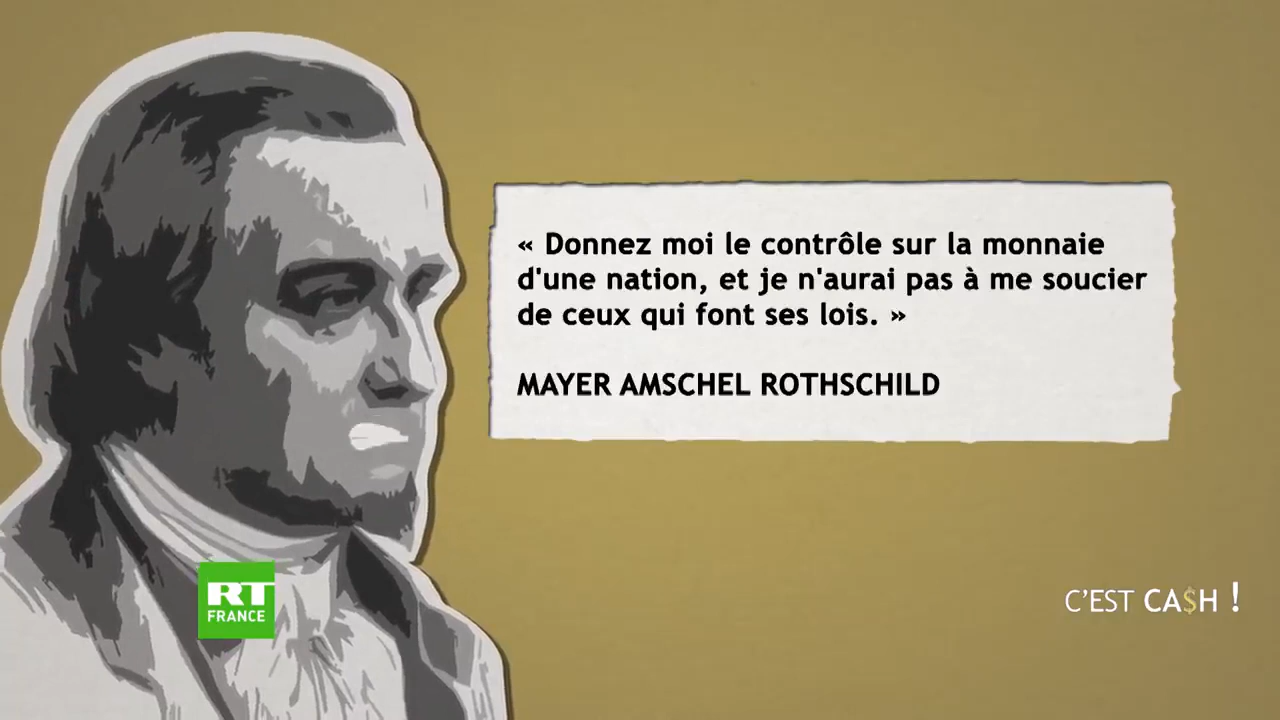 « Donnez moi le contrôle sur la monnaie
d'une nation, et je n'aurai pas à me soucier
de ceux qui font ses lois. »
MAYER AMSCHEL ROTHSCHILD
RT
FRANCE
C'EST CA$H !